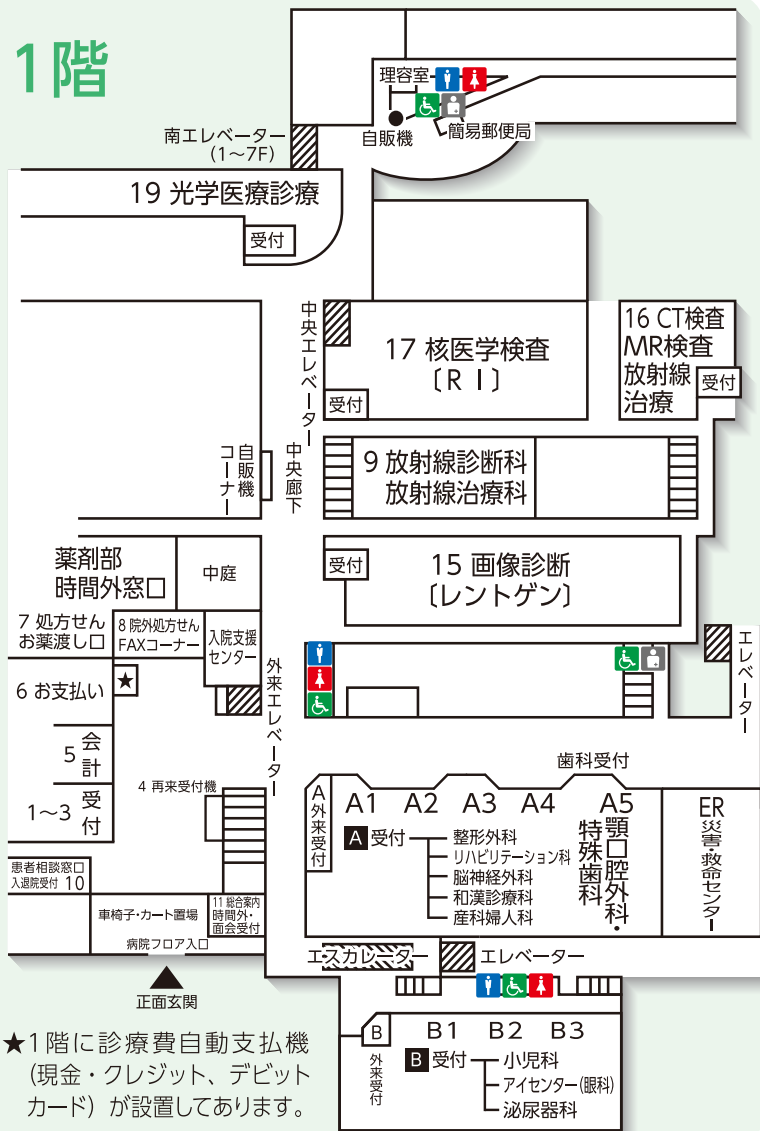 1階
理容室
自販機
簡易郵便局
南エレベーター
(1〜7F)
19 光学医療診療
受付
中央エレベーター
17 核医学検査
〔RI〕
受付
16 CT検査
MR検査
放射線
治療
受付
自販機
コーナー
中央廊下
9 放射線診断科
放射線治療科
薬剤部
時間外窓口
中庭
受付
15 画像診断
〔レントゲン〕
7 処方せん
お薬渡し口
8 院外処方せん
FAXコーナー
入院支援
センター
エレベーター
6 お支払い
★
外来エレベーター
5 会計
4 再来受付機
1〜3 受付
歯科受付
A外来受付
A1 A2 A3 A4 A5
A 受付
整形外科
リハビリテーション科
脳神経外科
和漢診療科
産科婦人科
顎口腔外科・
特殊歯科
ER
災害・救命センター
患者相談窓口
入退院受付 10
車椅子・カート置場
11 総合案内
時間外・
面会受付
病院フロア入口
正面玄関
エスカレーター
エレベーター
B
外来受付
B1 B2 B3
B 受付
小児科
アイセンター(眼科)
泌尿器科
★1階に診療費自動支払機
(現金・クレジット、デビット
カード)が設置してあります。